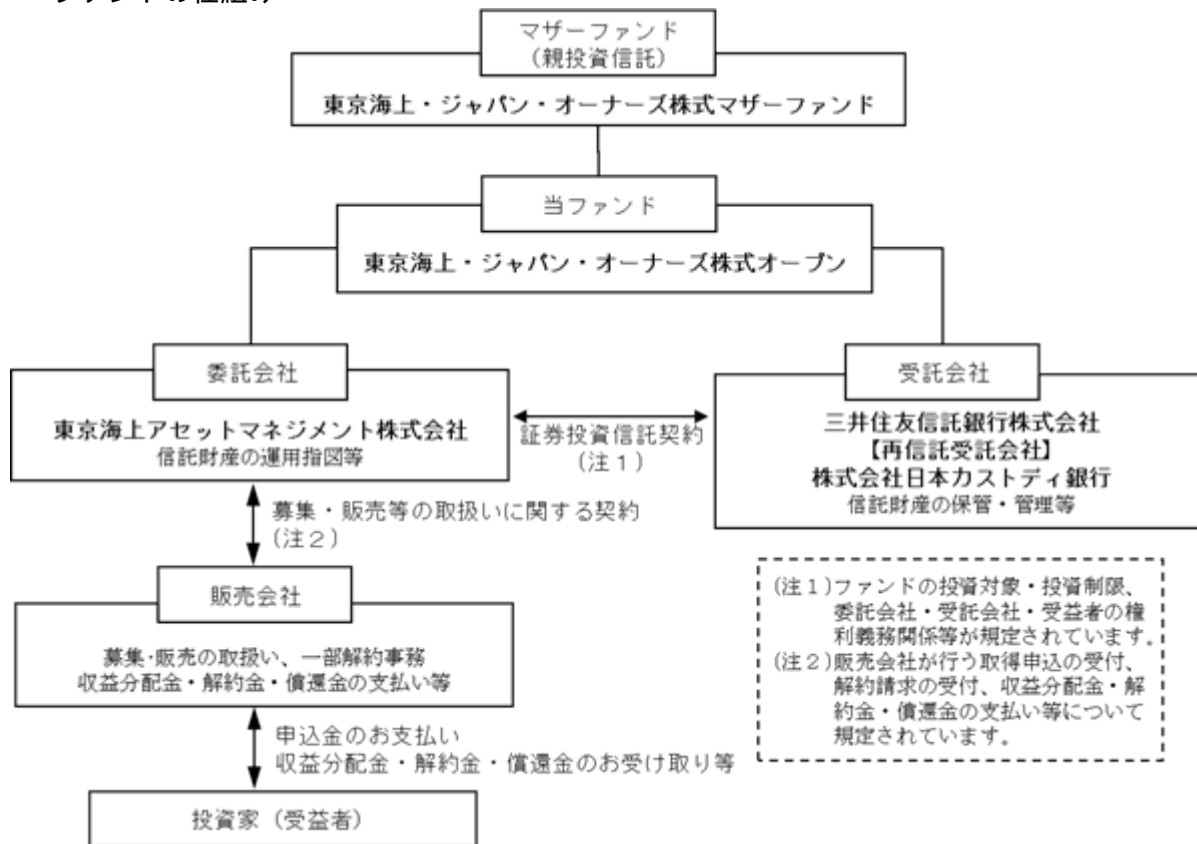 ファンドの仕組み
マザーファンド
(親投資信託)
東京海上・ジャパン・オーナーズ株式マザーファンド
当ファンド
東京海上・ジャパン・オーナーズ株式オープン
委託会社
東京海上アセットマネジメント株式会社
信託財産の運用指図等
証券投資信託契約
(注1)
受託会社
三井住友信託銀行株式会社
【再信託受託会社】
株式会社日本カストディ銀行
信託財産の保管・管理等
募集・販売等の取扱いに関する契約
(注2)
販売会社
募集・販売の取扱い、一部解約事務
収益分配金・解約金・償還金の支払い等
申込金のお支払い
収益分配金・解約金・償還金のお受け取り等
投資家(受益者)
(注1)ファンドの投資対象・投資制限、
委託会社・受託会社・受益者の権
利義務関係等が規定されています。
(注2)販売会社が行う取得申込の受付、
解約請求の受付、収益分配金・解
約金・償還金の支払い等について
規定されています。